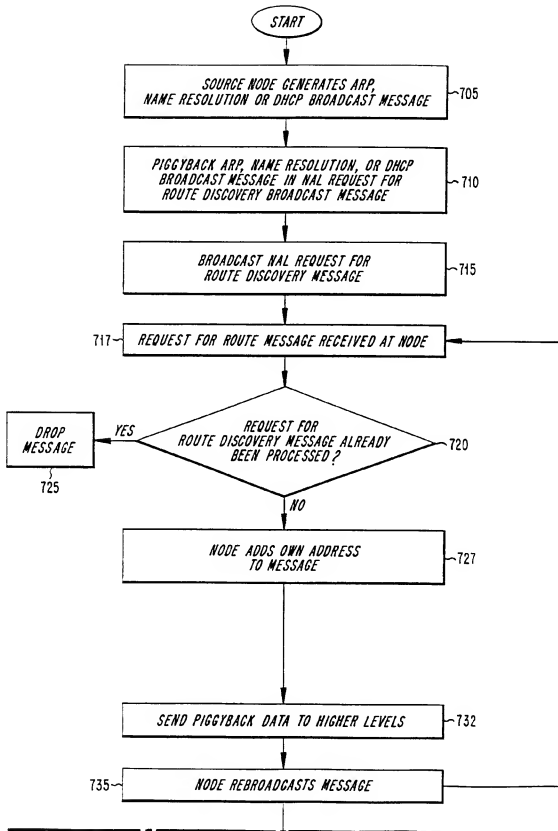 START
SOURCE NODE GENERATES ARP,
NAME RESOLUTION OR DHCP BROADCAST MESSAGE
705
PIGGYBACK ARP, NAME RESOLUTION, OR DHCP
BROADCAST MESSAGE IN NAL REQUEST FOR
ROUTE DISCOVERY BROADCAST MESSAGE
710
BROADCAST NAL REQUEST FOR
ROUTE DISCOVERY MESSAGE
715
717
REQUEST FOR ROUTE MESSAGE RECEIVED AT NODE
REQUEST FOR
ROUTE DISCOVERY MESSAGE ALREADY
BEEN PROCESSED?
720
YES
DROP
MESSAGE
725
NO
NODE ADDS OWN ADDRESS
TO MESSAGE
727
SEND PIGGYBACK DATA TO HIGHER LEVELS
732
735
NODE REBROADCASTS MESSAGE